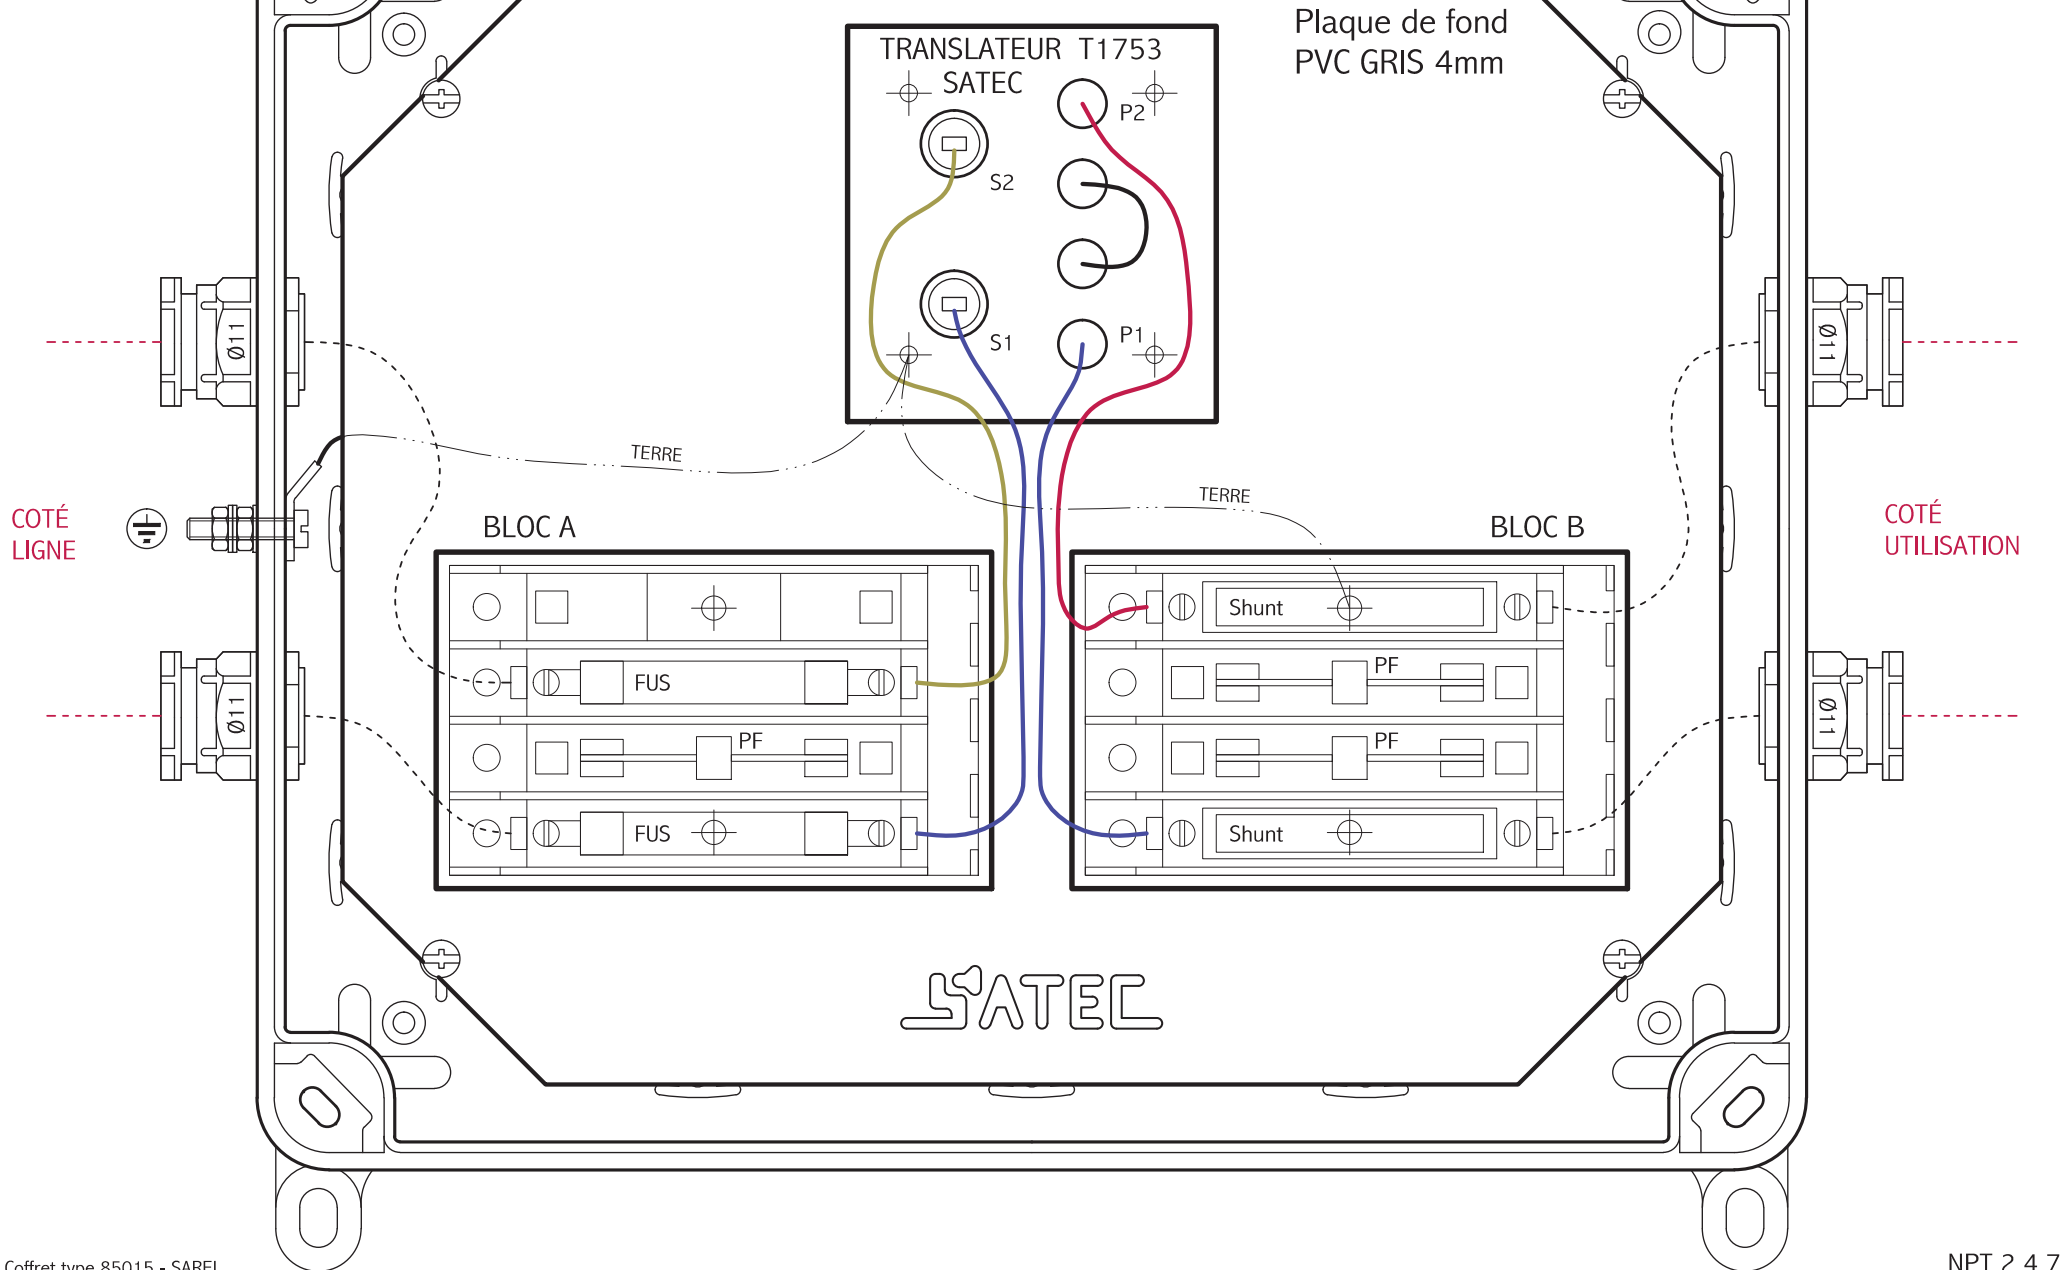 Plaque de fond
PVC GRIS 4mm
TRANSLATEUR T1753
SATEC
P2
S2
S1
P1
Ø11
Ø11
TERRE
TERRE
COTÉ
LIGNE
COTÉ
UTILISATION
BLOC A
BLOC B
Shunt
FUS
PF
PF
PF
FUS
Shunt
Ø11
Ø11
SATEC
Coffret type 85015 - SAREL
NPT 2 4 7